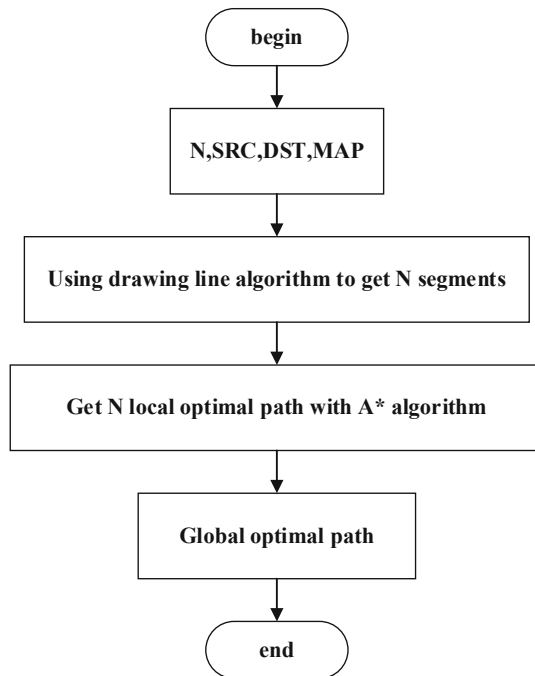 begin
N,SRC,DST,MAP
Using drawing line algorithm to get N segments
Get N local optimal path with A* algorithm
Global optimal path
end